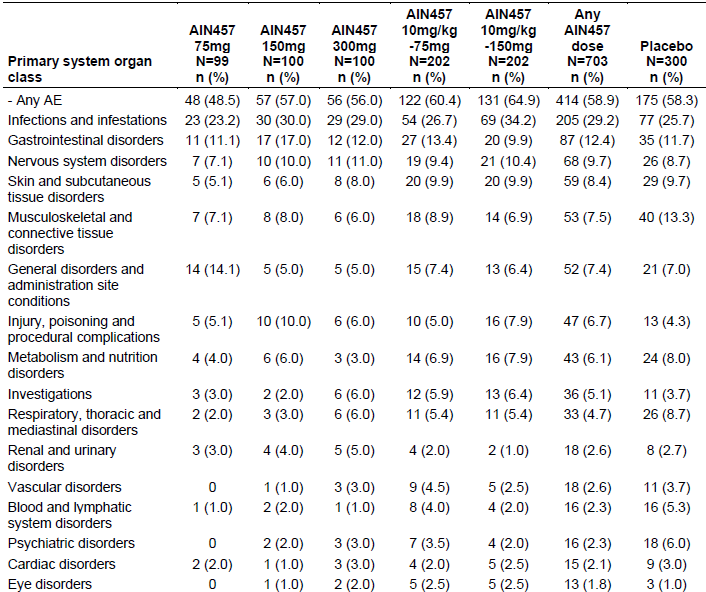 Primary system organ class AIN457 75mg N=99 n (%) AIN457 150mg N=100 n (%) AIN457 300mg N=100 n (%) AIN457 10mg/kg -75mg N=202 n (%) AIN457 10mg/kg -150mg N=202 n (%) Any AIN457 dose N=703 n (%) Placebo N=300 n (%)
- Any AE 48 (48.5) 57 (57.0) 56 (56.0) 122 (60.4) 131 (64.9) 414 (58.9) 175 (58.3)
Infections and infestations 23 (23.2) 30 (30.0) 29 (29.0) 54 (26.7) 69 (34.2) 205 (29.2) 77 (25.7)
Gastrointestinal disorders 11 (11.1) 17 (17.0) 12 (12.0) 27 (13.4) 20 (9.9) 87 (12.4) 35 (11.7)
Nervous system disorders 7 (7.1) 10 (10.0) 11 (11.0) 19 (9.4) 21 (10.4) 68 (9.7) 26 (8.7)
Skin and subcutaneous 5 (5.1) 6 (6.0) 8 (8.0) 20 (9.9) 20 (9.9) 59 (8.4) 29 (9.7)
tissue disorders
Musculoskeletal and 7 (7.1) 8 (8.0) 6 (6.0) 18 (8.9) 14 (6.9) 53 (7.5) 40 (13.3)
connective tissue
disorders
General disorders and 14 (14.1) 5 (5.0) 5 (5.0) 15 (7.4) 13 (6.4) 52 (7.4) 21 (7.0)
administration site
conditions
Injury, poisoning and 5 (5.1) 10 (10.0) 6 (6.0) 10 (5.0) 16 (7.9) 47 (6.7) 13 (4.3)
procedural complications
Metabolism and nutrition 4 (4.0) 6 (6.0) 3 (3.0) 14 (6.9) 16 (7.9) 43 (6.1) 24 (8.0)
disorders
Investigations 3 (3.0) 2 (2.0) 6 (6.0) 12 (5.9) 13 (6.4) 36 (5.1) 11 (3.7)
Respiratory, thoracic and 2 (2.0) 3 (3.0) 6 (6.0) 11 (5.4) 11 (5.4) 33 (4.7) 26 (8.7)
mediastinal disorders
Renal and urinary 3 (3.0) 4 (4.0) 5 (5.0) 4 (2.0) 2 (1.0) 18 (2.6) 8 (2.7)
disorders
Vascular disorders 0 1 (1.0) 3 (3.0) 9 (4.5) 5 (2.5) 18 (2.6) 11 (3.7)
Blood and lymphatic 1 (1.0) 2 (2.0) 1 (1.0) 8 (4.0) 4 (2.0) 16 (2.3) 16 (5.3)
system disorders
Psychiatric disorders 0 2 (2.0) 3 (3.0) 7 (3.5) 4 (2.0) 16 (2.3) 18 (6.0)
Cardiac disorders 2 (2.0) 1 (1.0) 3 (3.0) 4 (2.0) 5 (2.5) 15 (2.1) 9 (3.0)
Eye disorders 0 1 (1.0) 2 (2.0) 5 (2.5) 5 (2.5) 13 (1.8) 3 (1.0)